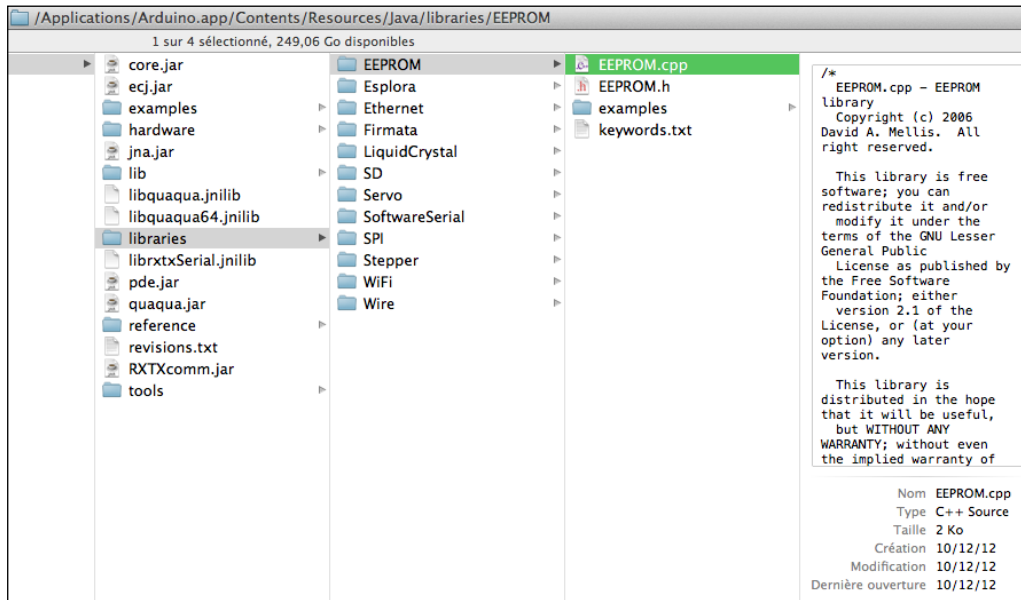 /Applications/Arduino.app/Contents/Resources/Java/libraries/EEPROM
1 sur 4 sélectionné, 249,06 Go disponibles
core.jar
ecj.jar
examples
hardware
jna.jar
lib
libquaqua.jnilib
libquaqua64.jnilib
libraries
librxtxSerial.jnilib
pde.jar
quaqua.jar
reference
revisions.txt
RXTXcomm.jar
tools
EEPROM
Esplora
Ethernet
Firmata
LiquidCrystal
SD
Servo
SoftwareSerial
SPI
Stepper
WiFi
Wire
EEPROM.cpp
EEPROM.h
examples
keywords.txt
/*
EEPROM.cpp - EEPROM
library
Copyright (c) 2006
David A. Mellis.  All
right reserved.
This library is free
software; you can
redistribute it and/or
modify it under the
terms of the GNU Lesser
General Public
License as published by
the Free Software
Foundation; either
version 2.1 of the
License, or (at your
option) any later
version.
This library is
distributed in the hope
that it will be useful,
but WITHOUT ANY
WARRANTY; without even
the implied warranty of
Nom EEPROM.cpp
Type C++ Source
Taille 2 Ko
Création 10/12/12
Modification 10/12/12
Dernière ouverture 10/12/12